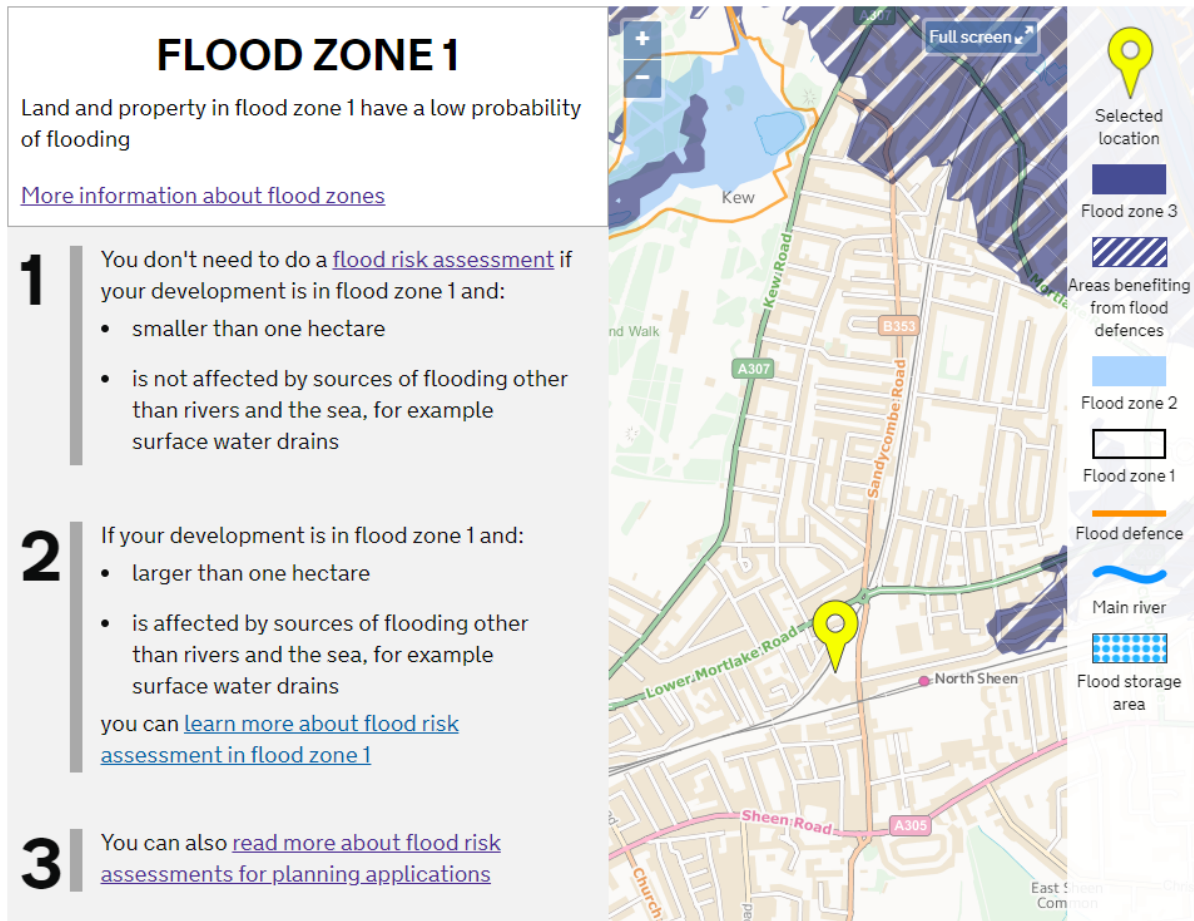 FLOOD ZONE 1
Land and property in flood zone 1 have a low probability
of flooding
More information about flood zones
1
You don't need to do a flood risk assessment if
your development is in flood zone 1 and:
• smaller than one hectare
• is not affected by sources of flooding other
than rivers and the sea, for example
surface water drains
2
If your development is in flood zone 1 and:
• larger than one hectare
• is affected by sources of flooding other
than rivers and the sea, for example
surface water drains
you can learn more about flood risk
assessment in flood zone 1
3
You can also read more about flood risk
assessments for planning applications
+
−
A307
Full screen
Kew
Kew Road
nd Walk
B353
A307
Sandycombe Road
Mortla
Lower Mortlake Road
North Sheen
Sheen Road
A305
Church
East Sheen
Common
Selected
location
Flood zone 3
Areas benefiting
from flood
defences
Flood zone 2
Flood zone 1
Flood defence
Main river
Flood storage
area